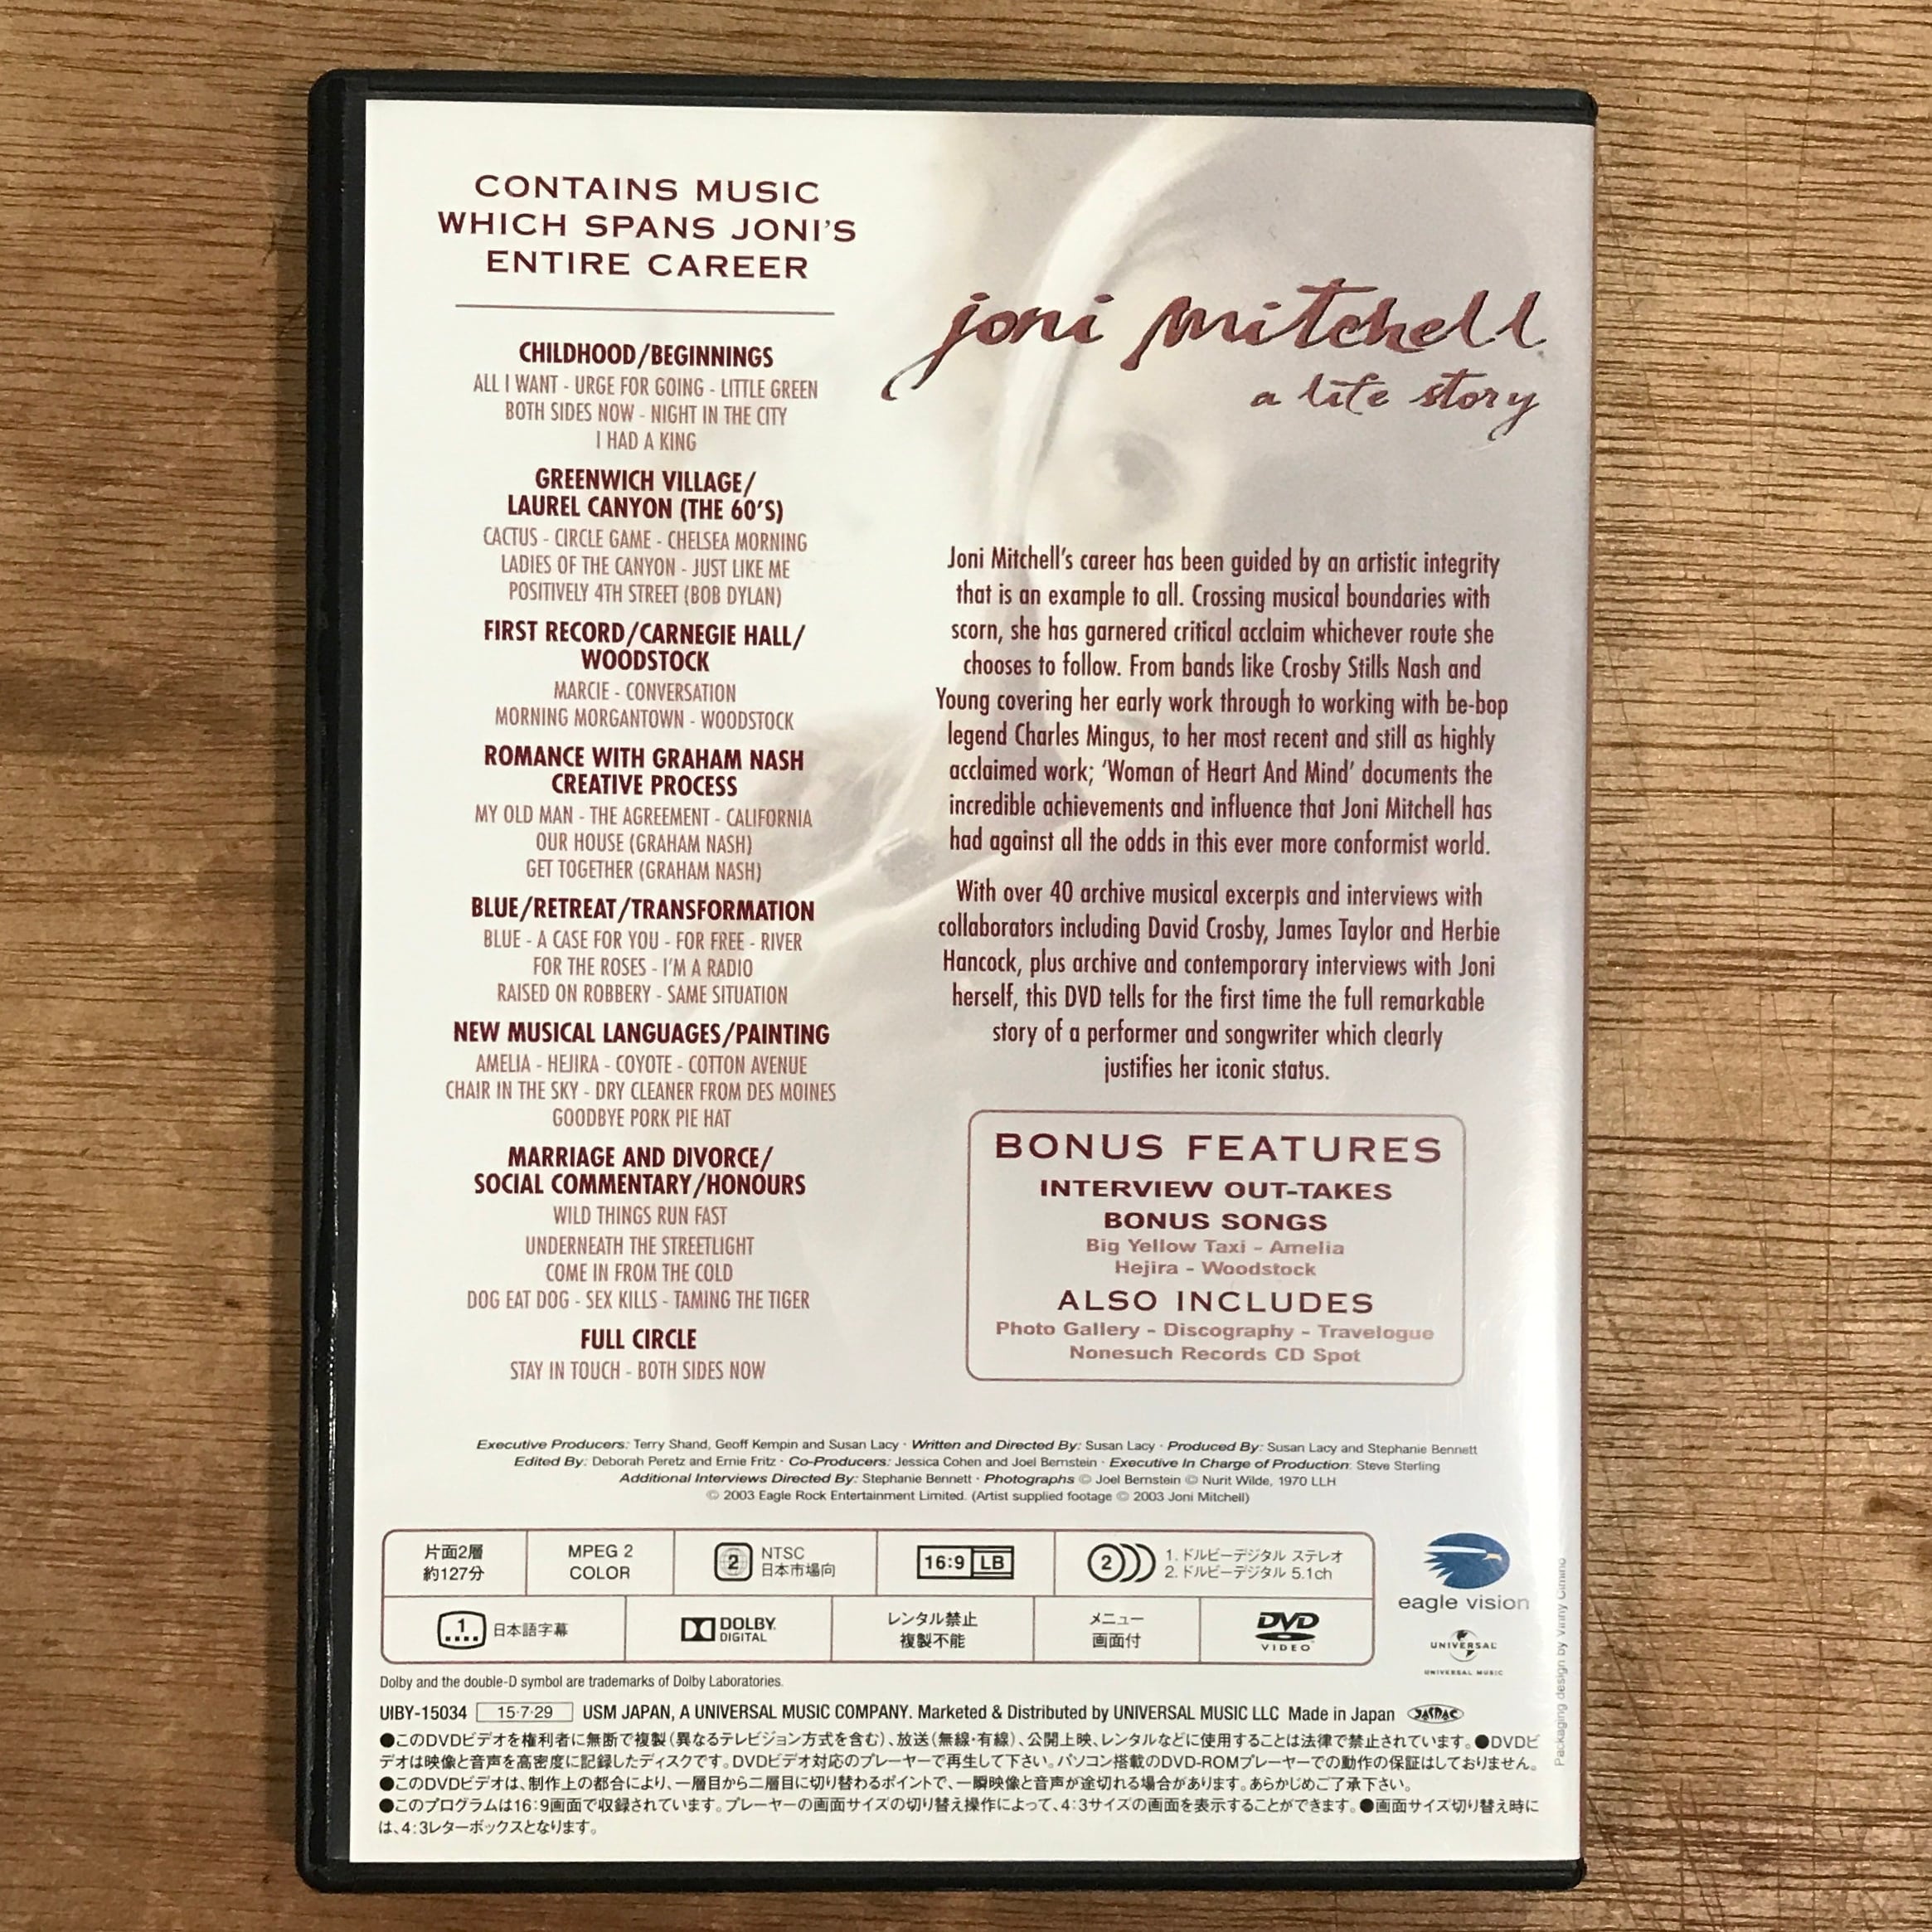 CONTAINS MUSIC
WHICH SPANS JONI'S
ENTIRE CAREER
CHILDHOOD/BEGINNINGS
ALL I WANT - URGE FOR GOING - LITTLE GREEN
BOTH SIDES NOW - NIGHT IN THE CITY
I HAD A KING
GREENWICH VILLAGE/
LAUREL CANYON (THE 60'S)
CACTUS - CIRCLE GAME - CHELSEA MORNING
LADIES OF THE CANYON - JUST LIKE ME
POSITIVELY 4TH STREET (BOB DYLAN)
FIRST RECORD/CARNEGIE HALL/
WOODSTOCK
MARCIE - CONVERSATION
MORNING MORGANTOWN - WOODSTOCK
ROMANCE WITH GRAHAM NASH
CREATIVE PROCESS
MY OLD MAN - THE AGREEMENT - CALIFORNIA
OUR HOUSE (GRAHAM NASH)
GET TOGETHER (GRAHAM NASH)
BLUE/RETREAT/TRANSFORMATION
BLUE - A CASE FOR YOU - FOR FREE - RIVER
FOR THE ROSES - I'M A RADIO
RAISED ON ROBBERY - SAME SITUATION
NEW MUSICAL LANGUAGES/PAINTING
AMELIA - HEJIRA - COYOTE - COTTON AVENUE
CHAIR IN THE SKY - DRY CLEANER FROM DES MOINES
GOODBYE PORK PIE HAT
MARRIAGE AND DIVORCE/
SOCIAL COMMENTARY/HONOURS
WILD THINGS RUN FAST
UNDERNEATH THE STREETLIGHT
COME IN FROM THE COLD
DOG EAT DOG - SEX KILLS - TAMING THE TIGER
FULL CIRCLE
STAY IN TOUCH - BOTH SIDES NOW
joni mitchell
a life story
Joni Mitchell's career has been guided by an artistic integrity
that is an example to all. Crossing musical boundaries with
scorn, she has garnered critical acclaim whichever route she
chooses to follow. From bands like Crosby Stills Nash and
Young covering her early work through to working with be-bop
legend Charles Mingus, to her most recent and still as highly
acclaimed work; 'Woman of Heart And Mind' documents the
incredible achievements and influence that Joni Mitchell has
had against all the odds in this ever more conformist world.
With over 40 archive musical excerpts and interviews with
collaborators including David Crosby, James Taylor and Herbie
Hancock, plus archive and contemporary interviews with Joni
herself, this DVD tells for the first time the full remarkable
story of a performer and songwriter which clearly
justifies her iconic status.
BONUS FEATURES
INTERVIEW OUT-TAKES
BONUS SONGS
Big Yellow Taxi - Amelia
Hejira - Woodstock
ALSO INCLUDES
Photo Gallery - Discography - Travelogue
Nonesuch Records CD Spot
Executive Producers: Terry Shand, Geoff Kempin and Susan Lacy · Written and Directed By: Susan Lacy · Produced By: Susan Lacy and Stephanie Bennett
Edited By: Deborah Peretz and Ernie Fritz · Co-Producers: Jessica Cohen and Joel Bernstein · Executive In Charge of Production: Steve Sterling
Additional Interviews Directed By: Stephanie Bennett · Photographs © Joel Bernstein © Nurit Wilde, 1970 LLH
© 2003 Eagle Rock Entertainment Limited. (Artist supplied footage © 2003 Joni Mitchell)
片面2層
約127分
MPEG 2
COLOR
2
NTSC
日本市場向
16:9 LB
2
1. ドルビーデジタル ステレオ
2. ドルビーデジタル 5.1ch
1
日本語字幕
DOLBY
DIGITAL
レンタル禁止
複製不能
メニュー
画面付
DVD
VIDEO
eagle vision
UNIVERSAL
UNIVERSAL MUSIC
Packaging design by Vinny Cimino
Dolby and the double-D symbol are trademarks of Dolby Laboratories.
UIBY-15034 15·7·29 USM JAPAN, A UNIVERSAL MUSIC COMPANY. Marketed & Distributed by UNIVERSAL MUSIC LLC Made in Japan JASRAC
●このDVDビデオを権利者に無断で複製(異なるテレビジョン方式を含む)、放送(無線・有線)、公開上映、レンタルなどに使用することは法律で禁止されています。●DVDビ
デオは映像と音声を高密度に記録したディスクです。DVDビデオ対応のプレーヤーで再生して下さい。パソコン搭載のDVD-ROMプレーヤーでの動作の保証はしておりません。
●このDVDビデオは、制作上の都合により、一層目から二層目に切り替わるポイントで、一瞬映像と音声が途切れる場合があります。あらかじめご了承下さい。
●このプログラムは16:9画面で収録されています。プレーヤーの画面サイズの切り替え操作によって、4:3サイズの画面を表示することができます。●画面サイズ切り替え時に
は、4:3レターボックスとなります。